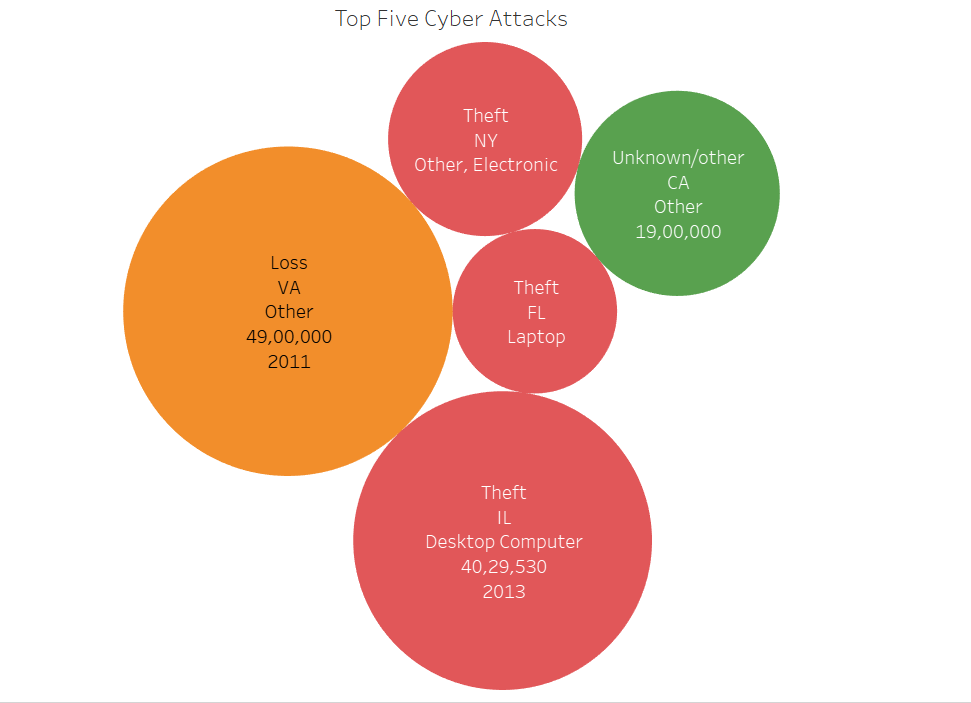 Top Five Cyber Attacks
Theft
NY
Other, Electronic
Unknown/other
CA
Other
19,00,000
Loss
VA
Other
49,00,000
2011
Theft
FL
Laptop
Theft
IL
Desktop Computer
40,29,530
2013